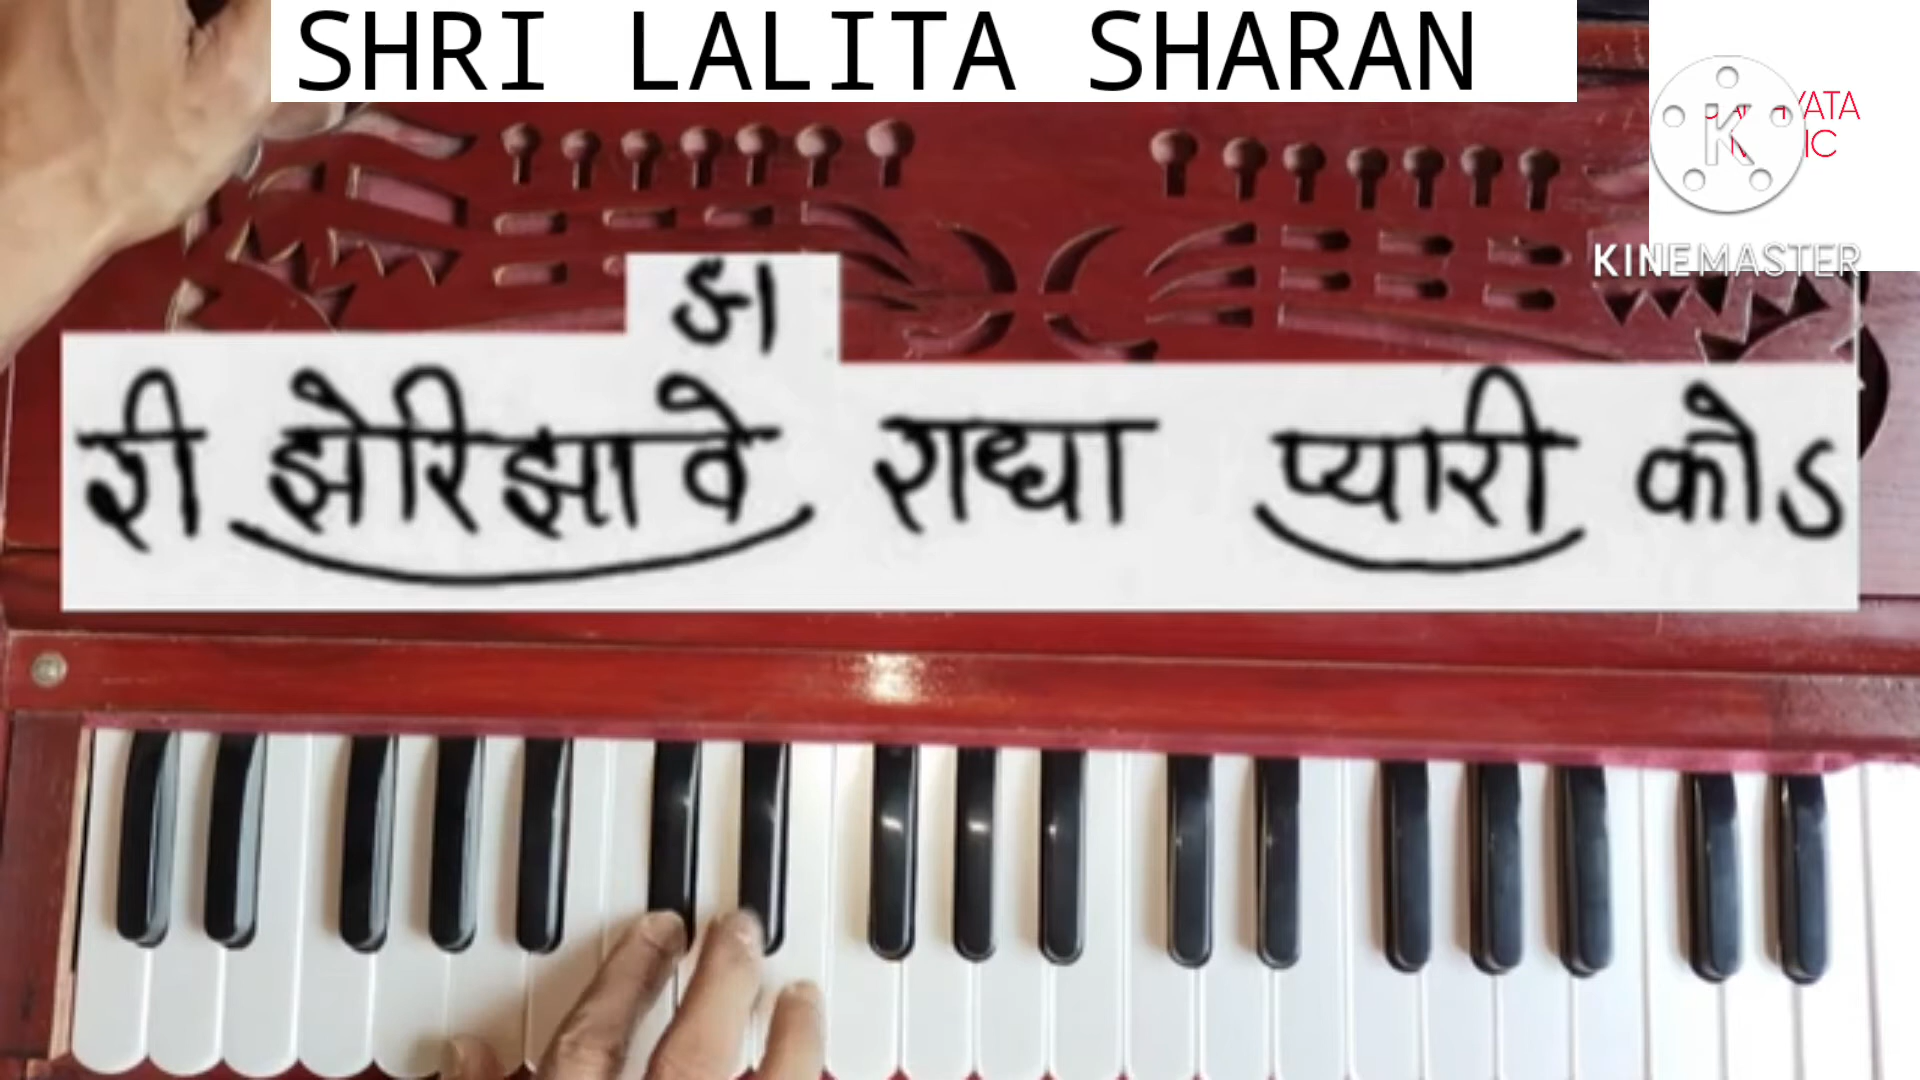 SHRI LALITA SHARAN
KINEMASTER
जा
री झैरिझावे राधा प्यारी कौऽ